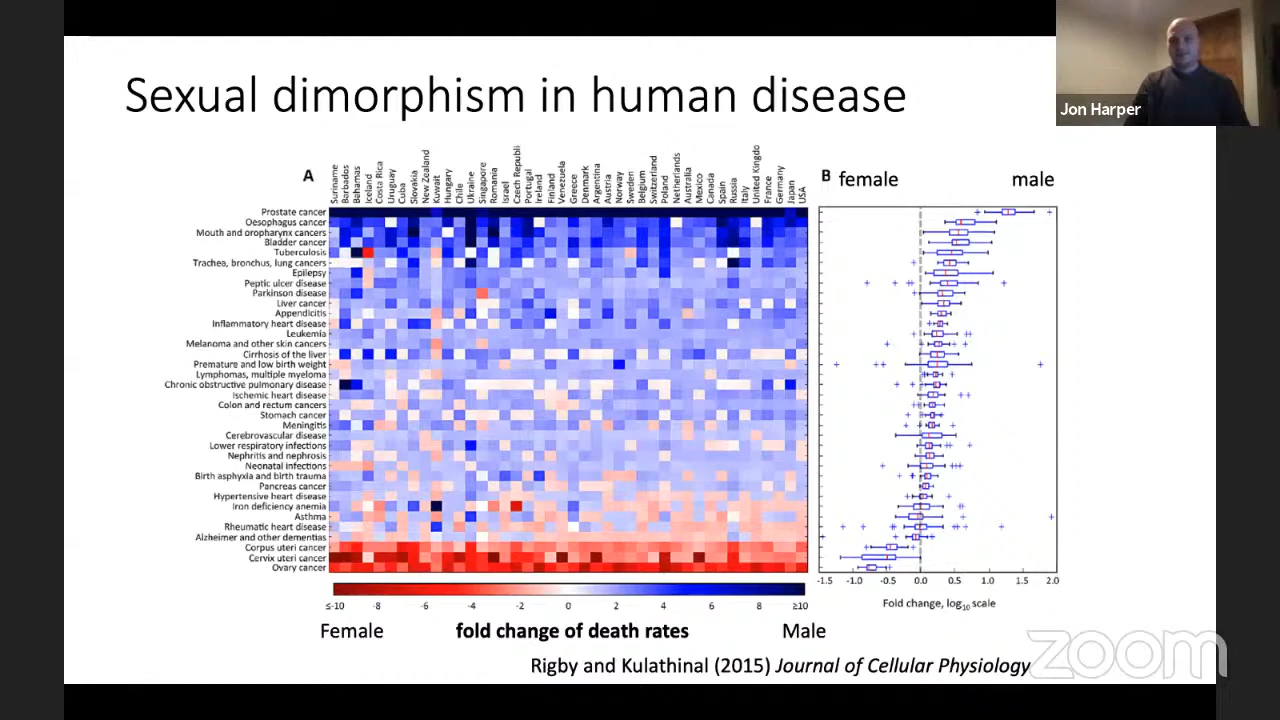 Sexual dimorphism in human disease
Jon Harper
A
Suriname
Barbados
Bahamas
Iceland
Costa Rica
Uruguay
Cuba
Slovakia
New Zealand
Kuwait
Hungary
Chile
Ukraine
Singapore
Romania
Israel
Czech Republi
Portugal
Ireland
Finland
Venezuela
Greece
Denmark
Argentina
Austria
Norway
Sweden
Belgium
Switzerland
Poland
Netherlands
Australia
Mexico
Canada
Spain
Russia
Italy
United Kingdo
France
Germany
Japan
USA
B female male
Prostate cancer
Oesophagus cancer
Mouth and oropharynx cancers
Bladder cancer
Tuberculosis
Trachea, bronchus, lung cancers
Epilepsy
Peptic ulcer disease
Parkinson disease
Liver cancer
Appendicitis
Inflammatory heart disease
Leukemia
Melanoma and other skin cancers
Cirrhosis of the liver
Premature and low birth weight
Lymphomas, multiple myeloma
Chronic obstructive pulmonary disease
Ischemic heart disease
Colon and rectum cancers
Stomach cancer
Meningitis
Cerebrovascular disease
Lower respiratory infections
Nephritis and nephrosis
Neonatal infections
Birth asphyxia and birth trauma
Pancreas cancer
Hypertensive heart disease
Iron deficiency anemia
Asthma
Rheumatic heart disease
Alzheimer and other dementias
Corpus uteri cancer
Cervix uteri cancer
Ovary cancer
-1.5 -1.0 -0.5 0.0 0.5 1.0 1.5 2.0
Fold change, log10 scale
≤-10 -8 -6 -4 -2 0 2 4 6 8 ≥10
Female fold change of death rates Male
Rigby and Kulathinal (2015) Journal of Cellular Physiology
zoom